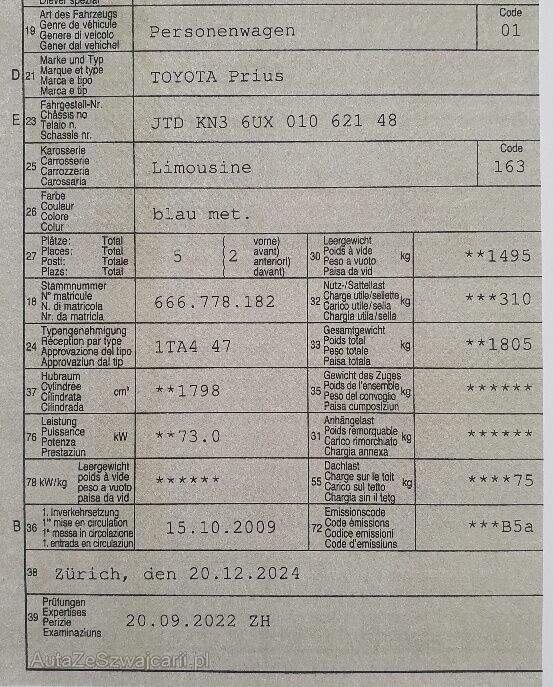 Code
19 Art des Fahrzeugs
Genre de véhicule
Genere di veicolo
Gener dal vehichel
Personenwagen 01
D 21 Marke und Typ
Marque et type
Marca e tipo
Marca e tip
TOYOTA Prius
E 23 Fahrgestell-Nr.
Châssis no
Telaio n.
Schassis nr.
JTD KN3 6UX 010 621 48
25 Karosserie
Carrosserie
Carrozzeria
Carossaria
Limousine
Code
163
26 Farbe
Couleur
Colore
Colur
blau met.
27 Plätze: Total
Places: Total
Posti: Totale
Plazs: Total
5 ( 2 vorne)
avant)
anteriori)
davant)
30 Leergewicht
Poids à vide
Peso a vuoto
Paisa da vid
kg **1495
18 Stammnummer
N° matricule
N. di matricola
Nr. da matricla
666.778.182
32 Nutz-/Sattellast
Charge utile/sellette
Carico utile/sella
Chargia utila/sella
kg ***310
24 Typengenehmigung
Réception par type
Approvazione del tipo
Approvaziun dal tip
1TA4 47
33 Gesamtgewicht
Poids total
Peso totale
Paisa totala
kg **1805
37 Hubraum
Cylindrée
Cilindrata
Cilindrada
cm³ **1798
35 Gewicht des Zuges
Poids de l'ensemble
Peso del convoglio
Paisa cumposiziun
kg ******
76 Leistung
Puissance
Potenza
Prestaziun
kW **73.0
31 Anhängelast
Poids remorquable
Carico rimorchiato
Chargia annexa
kg ******
78 kW/kg Leergewicht
poids à vide
peso a vuoto
paisa da vid
******
55 Dachlast
Charge sur le toit
Carico sul tetto
Chargia sin il tetg
kg ****75
B 36 1. Inverkehrsetzung
1re mise en circulation
1a messa in circolazione
1. entrada en circulaziun
15.10.2009
72 Emissionscode
Code émissions
Codice emissioni
Code d'emissiuns
***B5a
38 Zürich, den 20.12.2024
39 Prüfungen
Expertises
Perizie
Examinaziuns
20.09.2022 ZH
AutaZeSzwajcarii.pl